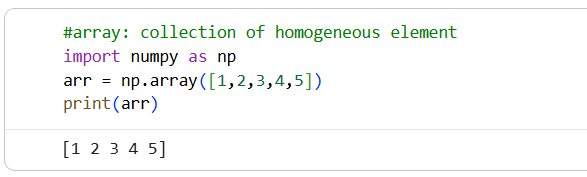 #array: collection of homogeneous element
import numpy as np
arr = np.array([1,2,3,4,5])
print(arr)
[1 2 3 4 5]